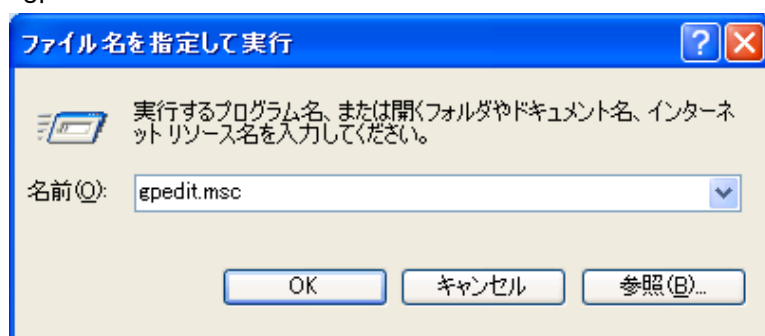 ファイル名を指定して実行
実行するプログラム名、または開くフォルダやドキュメント名、インターネ
ット リソース名を入力してください。
名前(O):
gpedit.msc
OK
キャンセル
参照(B)...